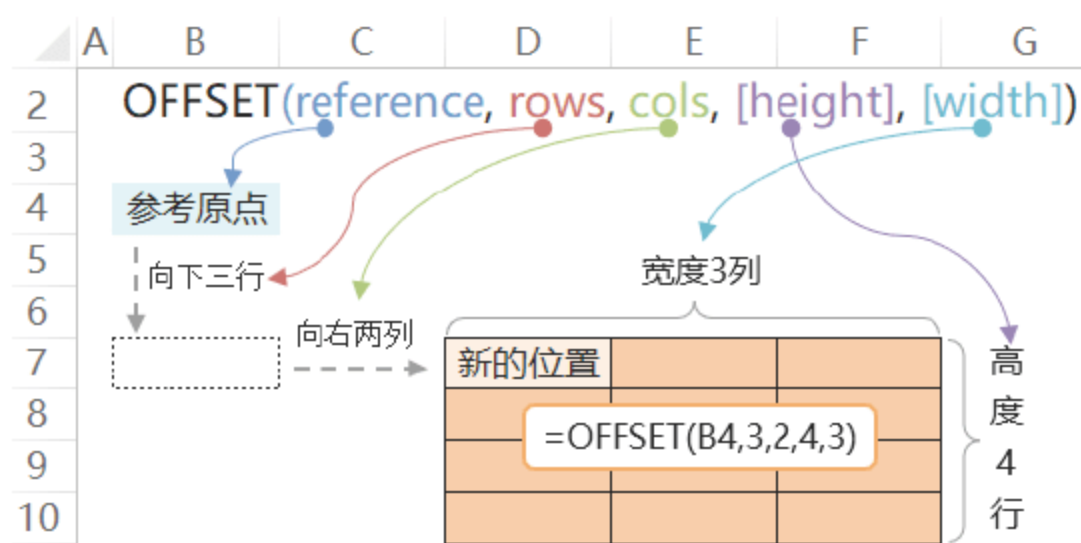 A B C D E F G
2 OFFSET(reference, rows, cols, [height], [width])
3
4 参考原点
5 向下三行 宽度3列
6 向右两列
7 新的位置 高
8 =OFFSET(B4,3,2,4,3) 度
9 4
10 行